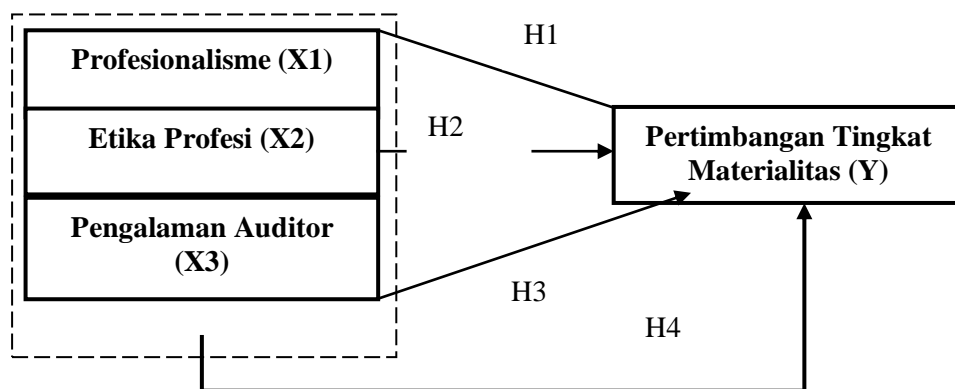 Profesionalisme (X1)
Etika Profesi (X2)
Pengalaman Auditor
(X3)
H1
H2
H3
H4
Pertimbangan Tingkat
Materialitas (Y)